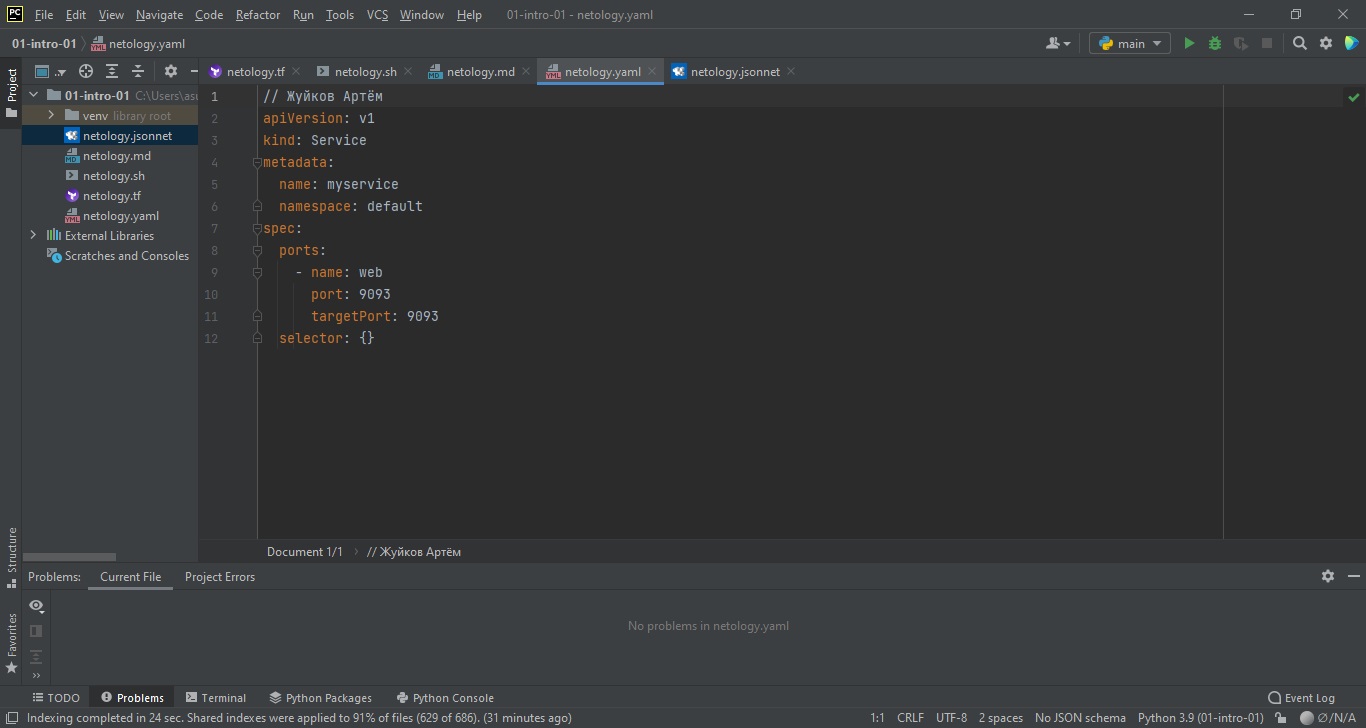 PC File Edit View Navigate Code Refactor Run Tools VCS Window Help 01-intro-01 - netology.yaml
01-intro-01 netology.yaml main
Project
netology.tf netology.sh netology.md netology.yaml netology.jsonnet
01-intro-01 C:\Users\asu
venv library root
netology.jsonnet
netology.md
netology.sh
netology.tf
netology.yaml
External Libraries
Scratches and Consoles
1 // Жуйков Артём
2 apiVersion: v1
3 kind: Service
4 metadata:
5   name: myservice
6   namespace: default
7 spec:
8   ports:
9     - name: web
10       port: 9093
11       targetPort: 9093
12   selector: {}
Document 1/1 › // Жуйков Артём
Structure
Favorites
Problems: Current File Project Errors
No problems in netology.yaml
TODO Problems Terminal Python Packages Python Console Event Log
Indexing completed in 24 sec. Shared indexes were applied to 91% of files (629 of 686). (31 minutes ago) 1:1 CRLF UTF-8 2 spaces No JSON schema Python 3.9 (01-intro-01) ∅/N/A